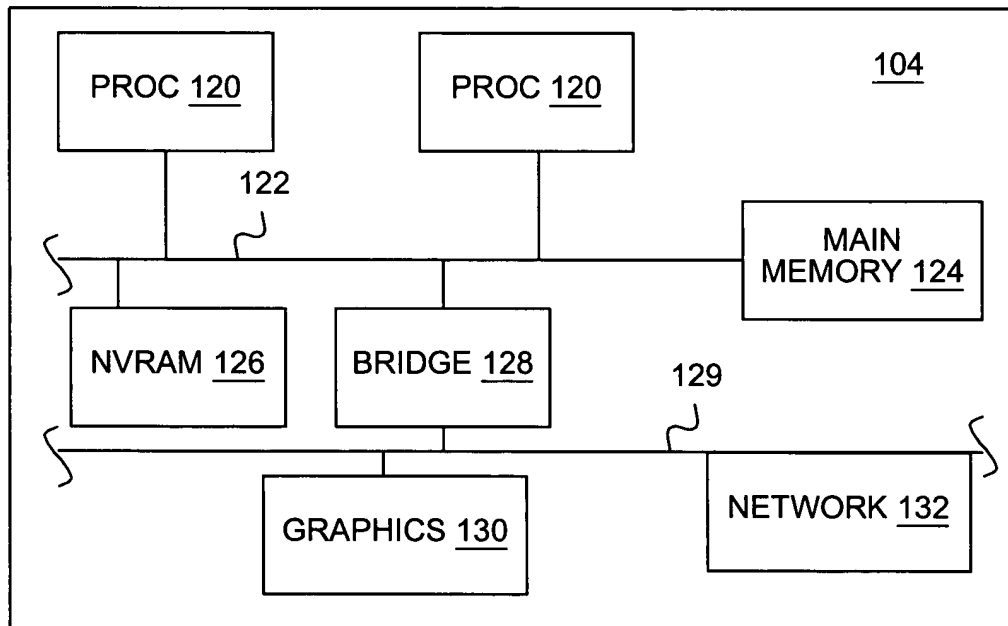 PROC 120
PROC 120
104
122
MAIN
MEMORY 124
NVRAM 126
BRIDGE 128
129
GRAPHICS 130
NETWORK 132